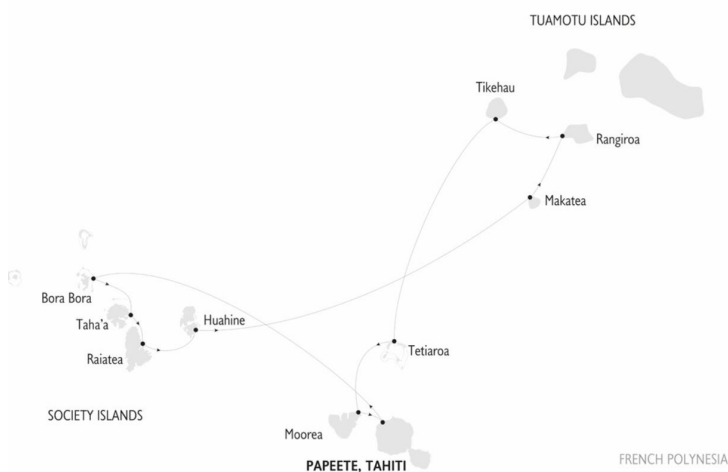 TUAMOTU ISLANDS
Tikehau
Rangiroa
Makatea
Bora Bora
Taha'a
Huahine
Raiatea
Tetiaroa
SOCIETY ISLANDS
Moorea
PAPEETE, TAHITI
FRENCH POLYNESIA